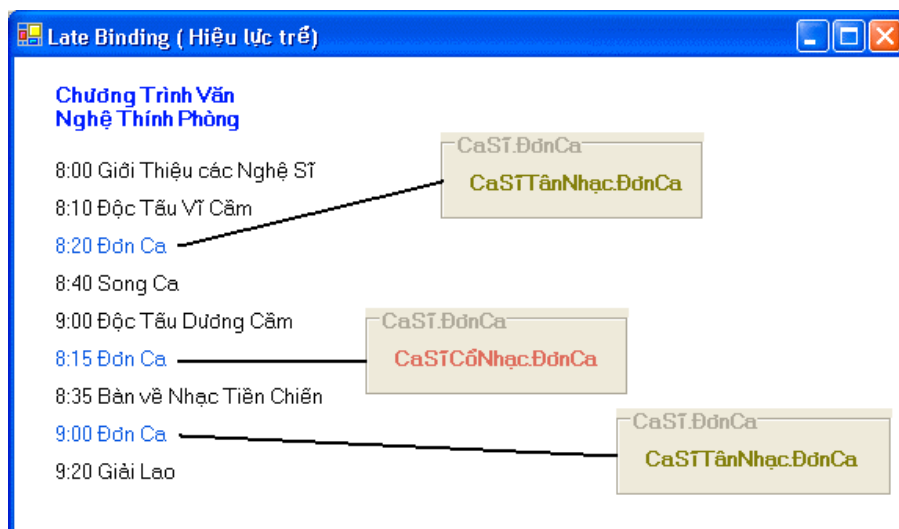 Late Binding ( Hiệu lực trể)
Chương Trình Văn
Nghệ Thính Phòng
8:00 Giới Thiệu các Nghệ Sĩ
8:10 Độc Tấu Vĩ Cầm
8:20 Đơn Ca
8:40 Song Ca
9:00 Độc Tấu Dương Cầm
8:15 Đơn Ca
8:35 Bàn về Nhạc Tiền Chiến
9:00 Đơn Ca
9:20 Giải Lao
CaSĩ.ĐơnCa
CaSĩTânNhạc.ĐơnCa
CaSĩ.ĐơnCa
CaSĩCổNhạc.ĐơnCa
CaSĩ.ĐơnCa
CaSĩTânNhạc.ĐơnCa